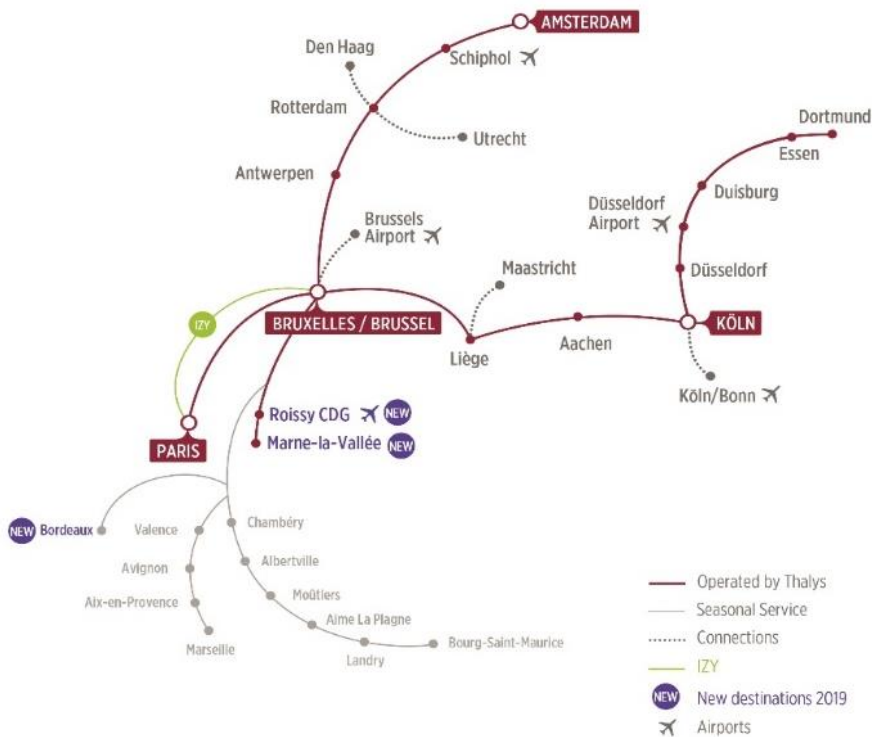 AMSTERDAM
Den Haag
Schiphol
Rotterdam
Dortmund
Essen
Utrecht
Antwerpen
Duisburg
Düsseldorf
Airport
Brussels
Airport
Maastricht
Düsseldorf
IZY
BRUXELLES / BRUSSEL
KÖLN
Liège
Aachen
Köln/Bonn
Roissy CDG NEW
Marne-la-Vallée NEW
PARIS
NEW Bordeaux
Valence
Chambéry
Avignon
Albertville
Aix-en-Provence
Moûtiers
Marseille
Aime La Plagne
Landry
Bourg-Saint-Maurice
Operated by Thalys
Seasonal Service
Connections
IZY
NEW New destinations 2019
Airports